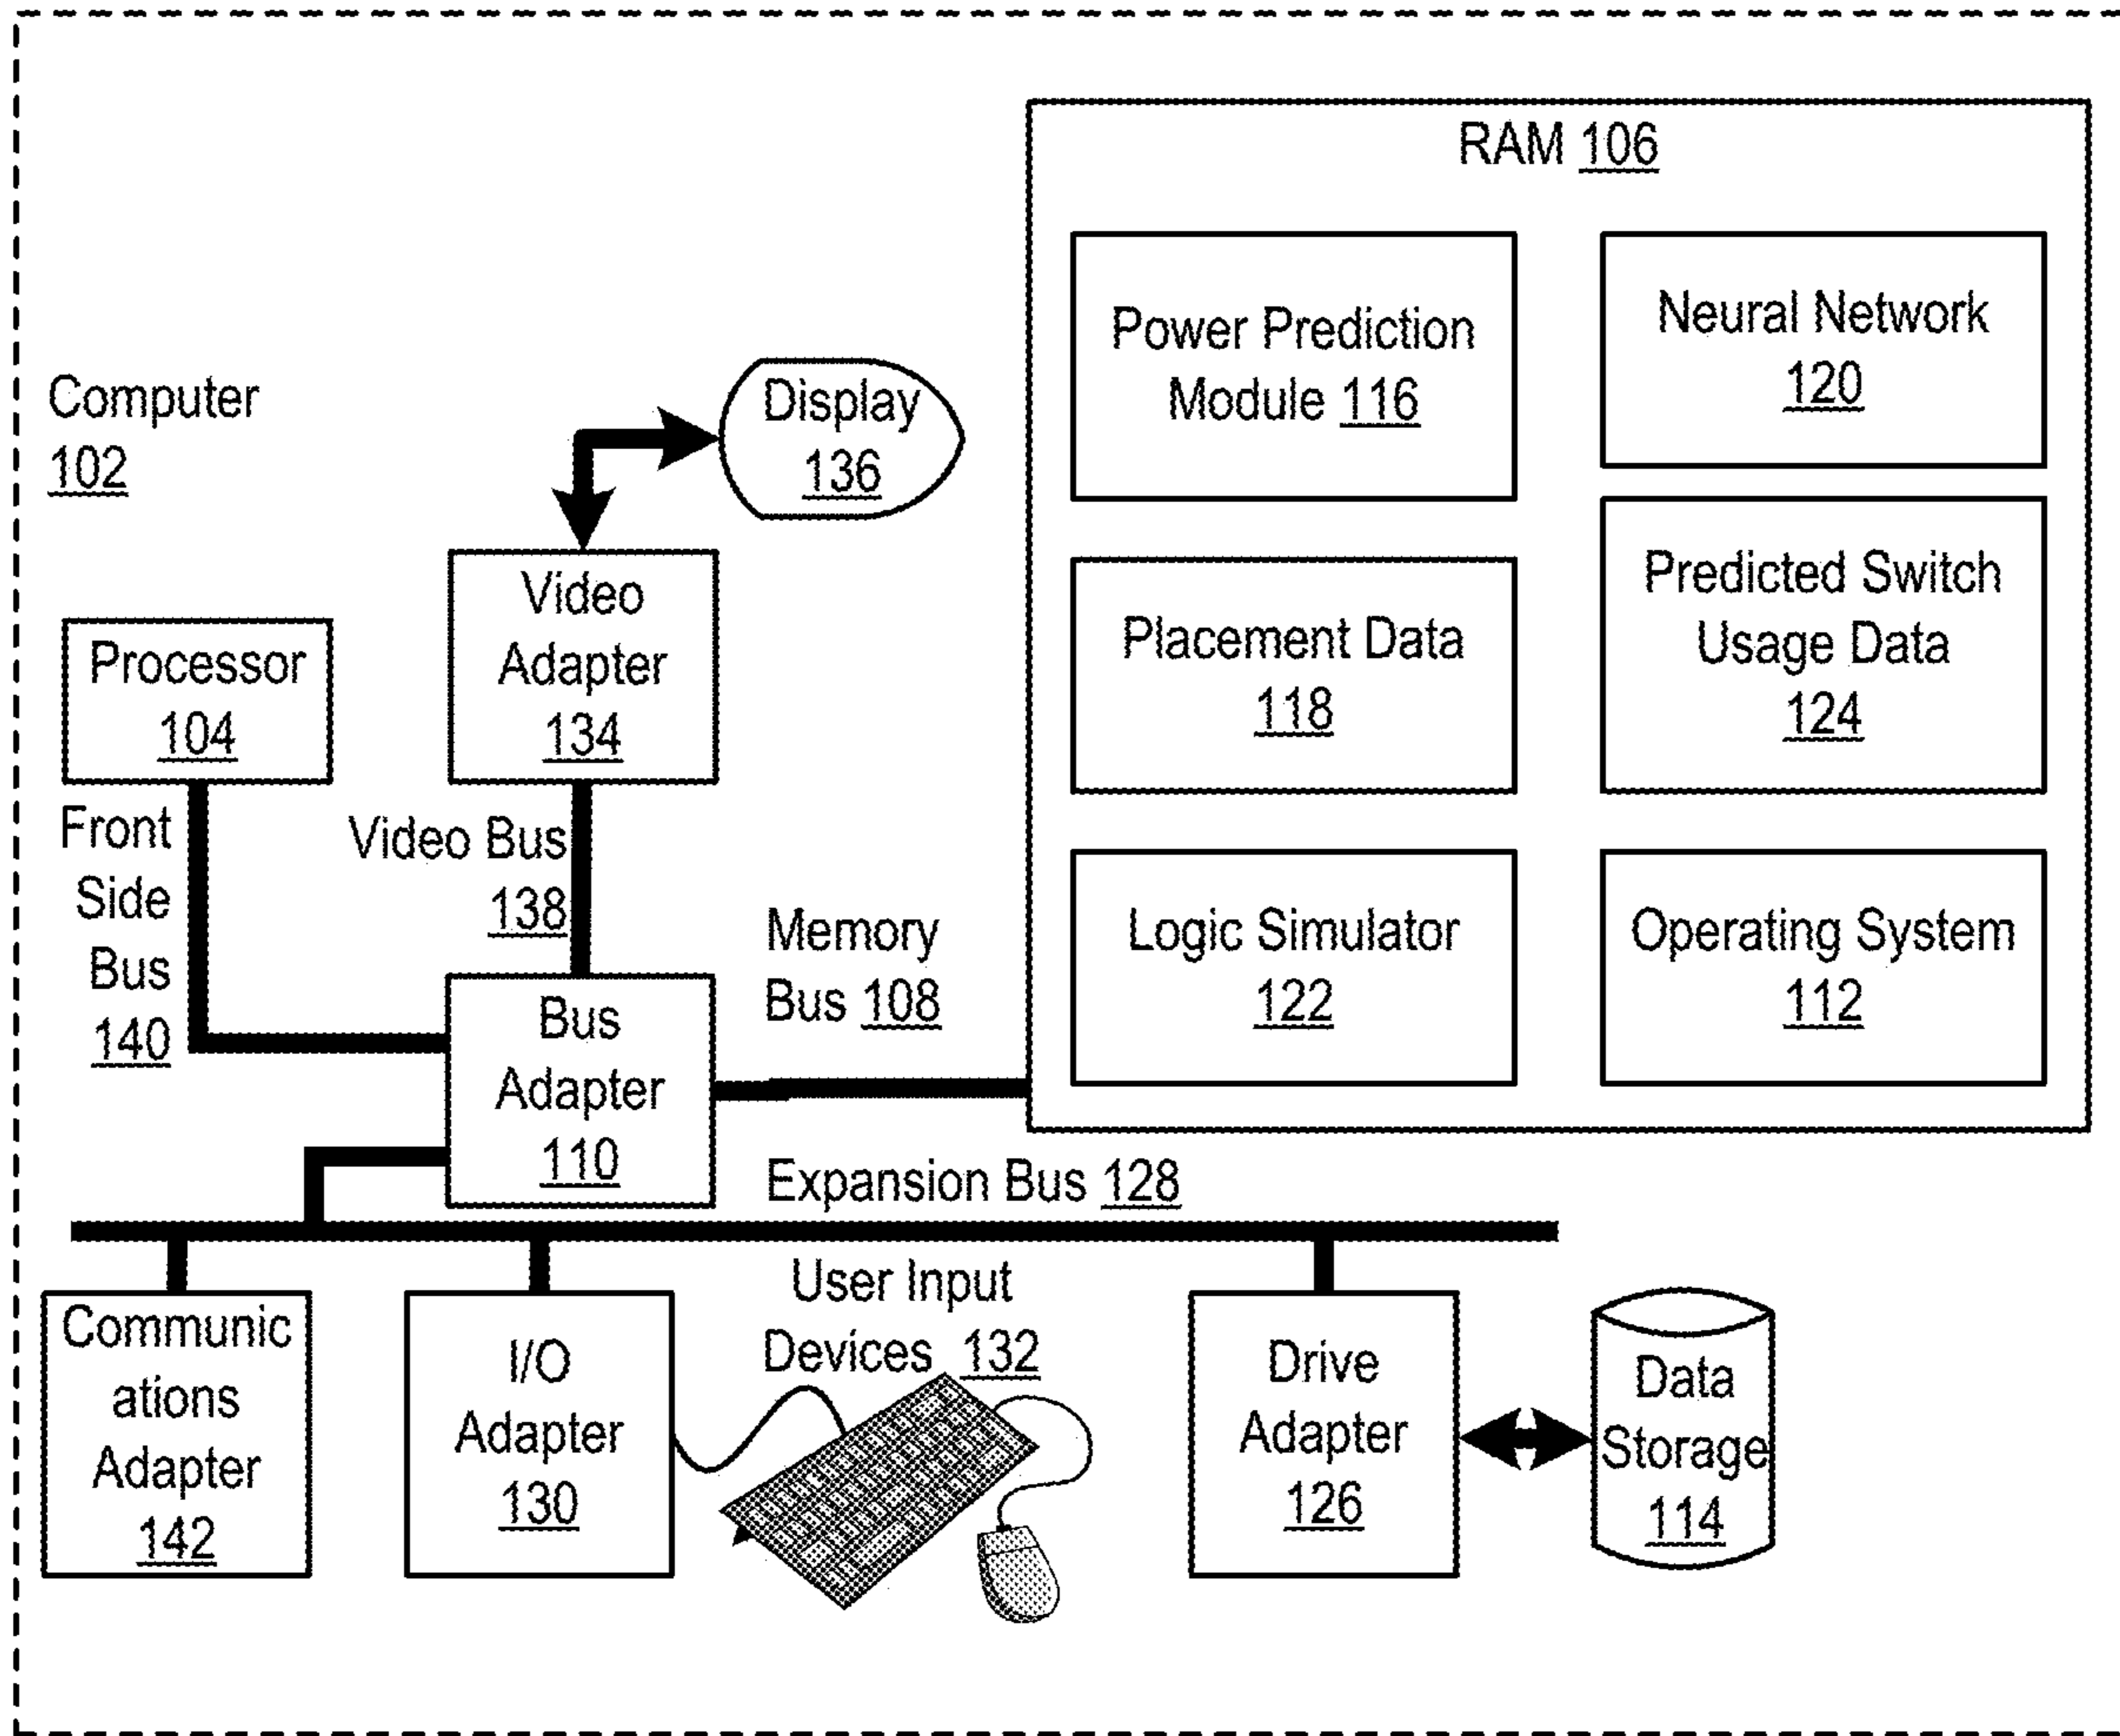 RAM 106
Power Prediction
Module 116
Neural Network
120
Computer
102
Display
136
Placement Data
118
Predicted Switch
Usage Data
124
Video
Adapter
134
Processor
104
Front
Side
Bus
140
Video Bus
138
Memory
Bus 108
Logic Simulator
122
Operating System
112
Bus
Adapter
110
Expansion Bus 128
Communic
ations
Adapter
142
I/O
Adapter
130
User Input
Devices 132
Drive
Adapter
126
Data
Storage
114